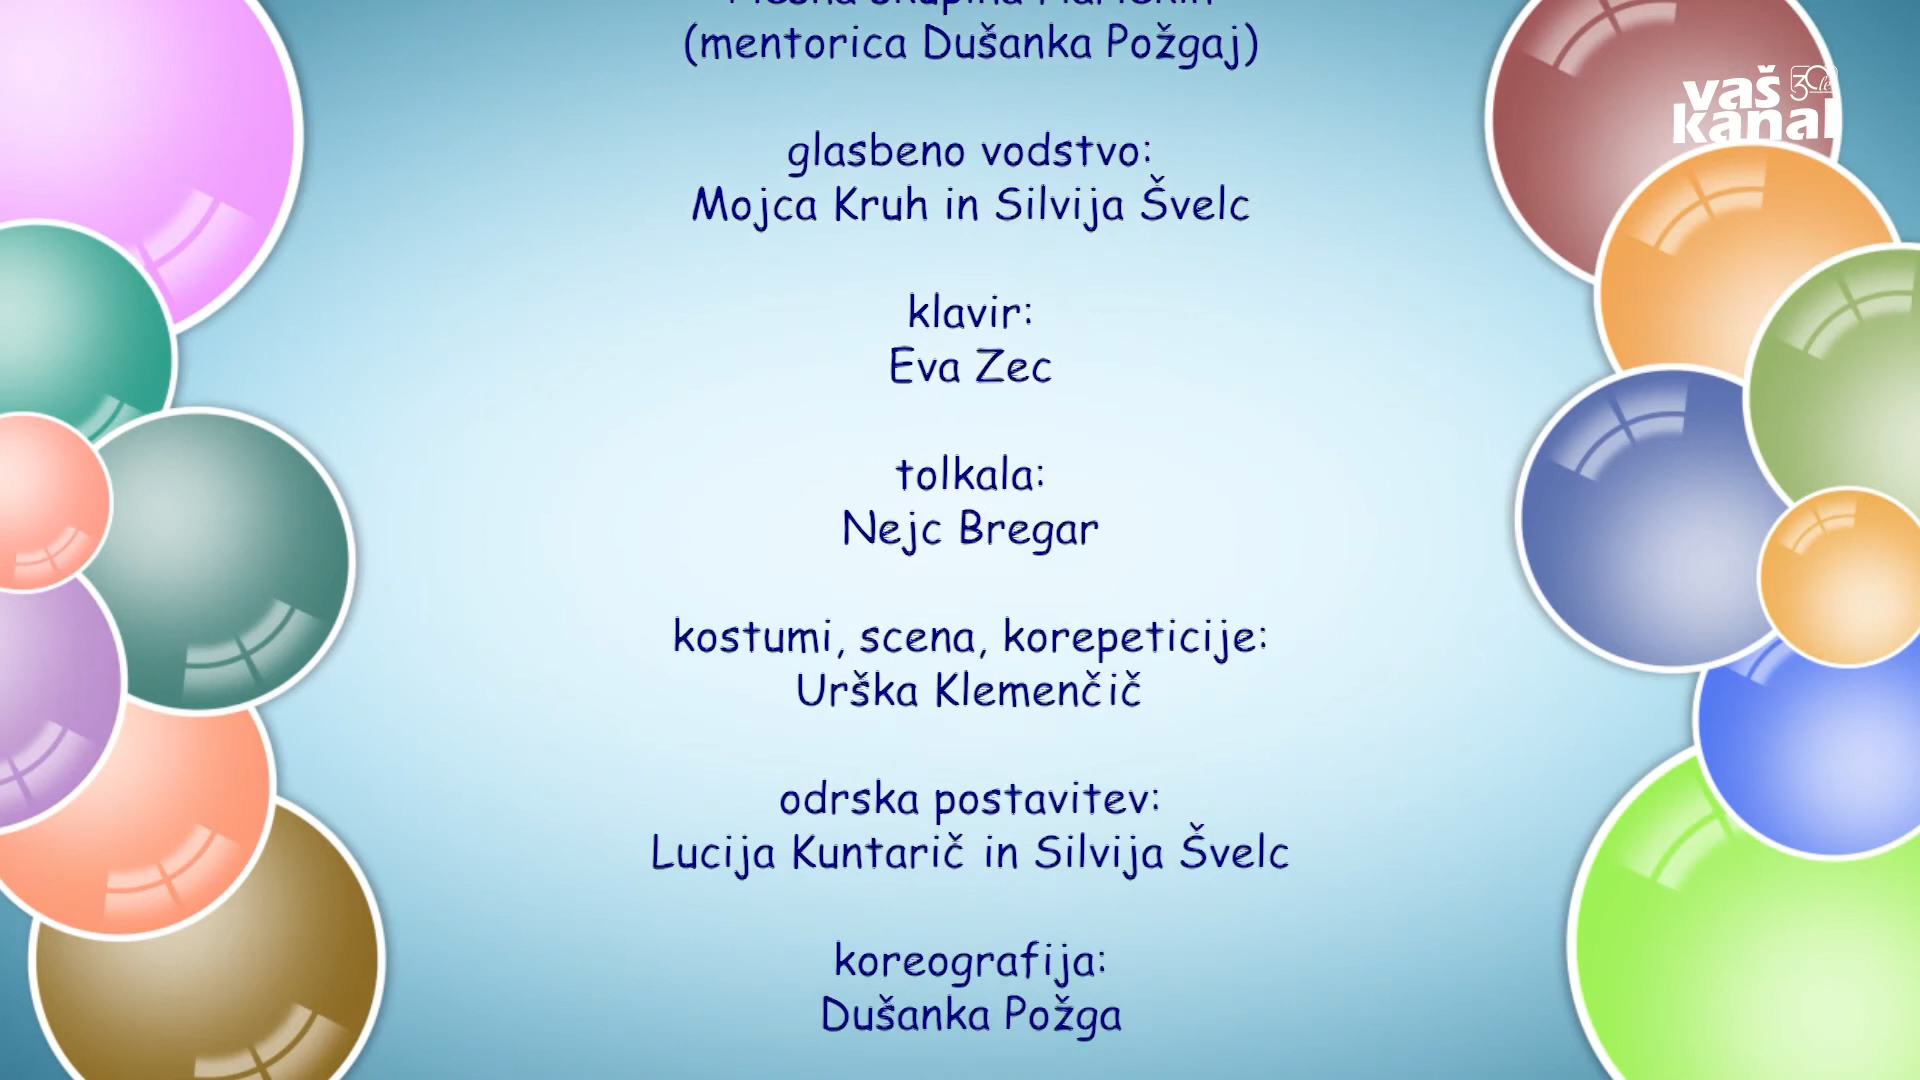 (mentorica Dušanka Požgaj)
glasbeno vodstvo:
Mojca Kruh in Silvija Švelc
klavir:
Eva Zec
tolkala:
Nejc Bregar
kostumi, scena, korepeticije:
Urška Klemenčič
odrska postavitev:
Lucija Kuntarič in Silvija Švelc
koreografija:
Dušanka Požga
vaš
kanal
30